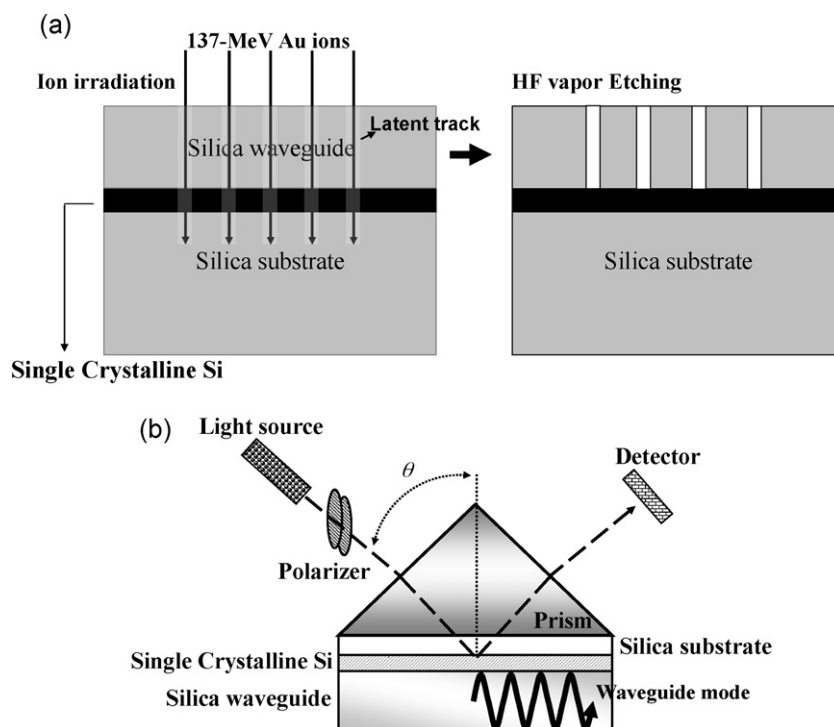 (a)
137-MeV Au ions
Ion irradiation
Latent track
Silica waveguide
Silica substrate
Single Crystalline Si
HF vapor Etching
Silica substrate
(b)
Light source
θ
Detector
Polarizer
Prism
Silica substrate
Single Crystalline Si
Silica waveguide
Waveguide mode